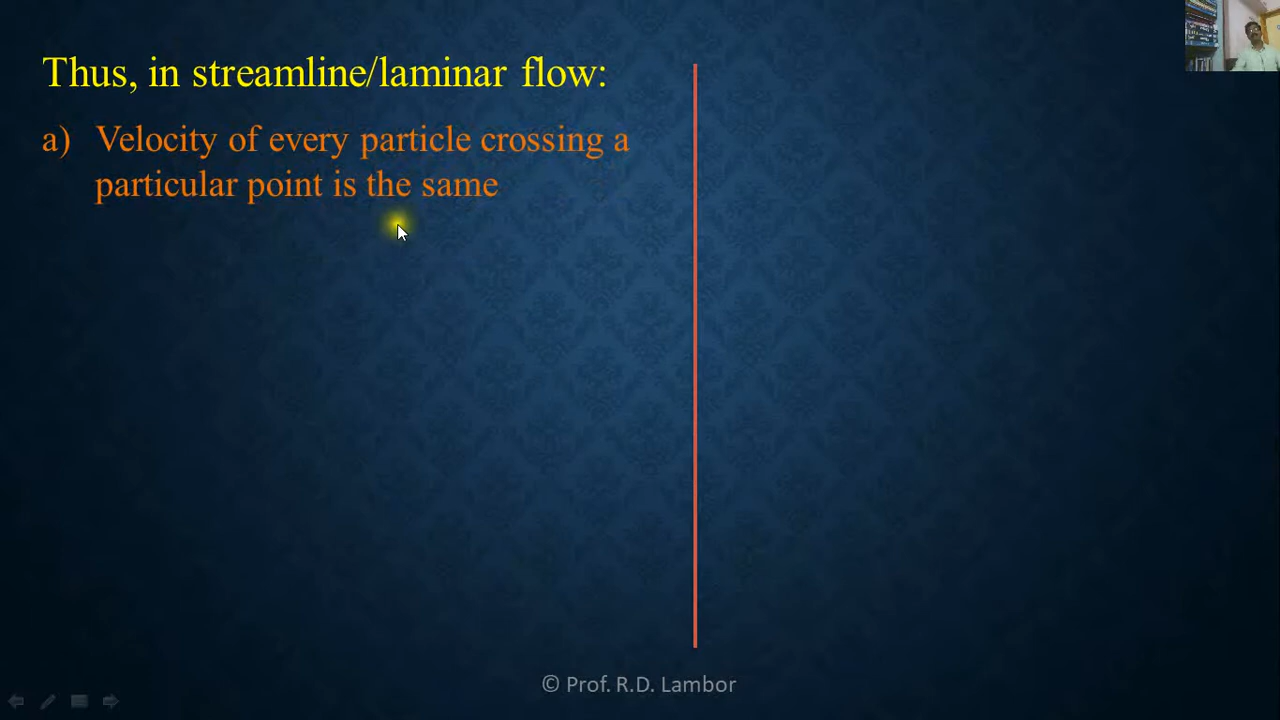 Thus, in streamline/laminar flow:
a) Velocity of every particle crossing a
particular point is the same
© Prof. R.D. Lambor